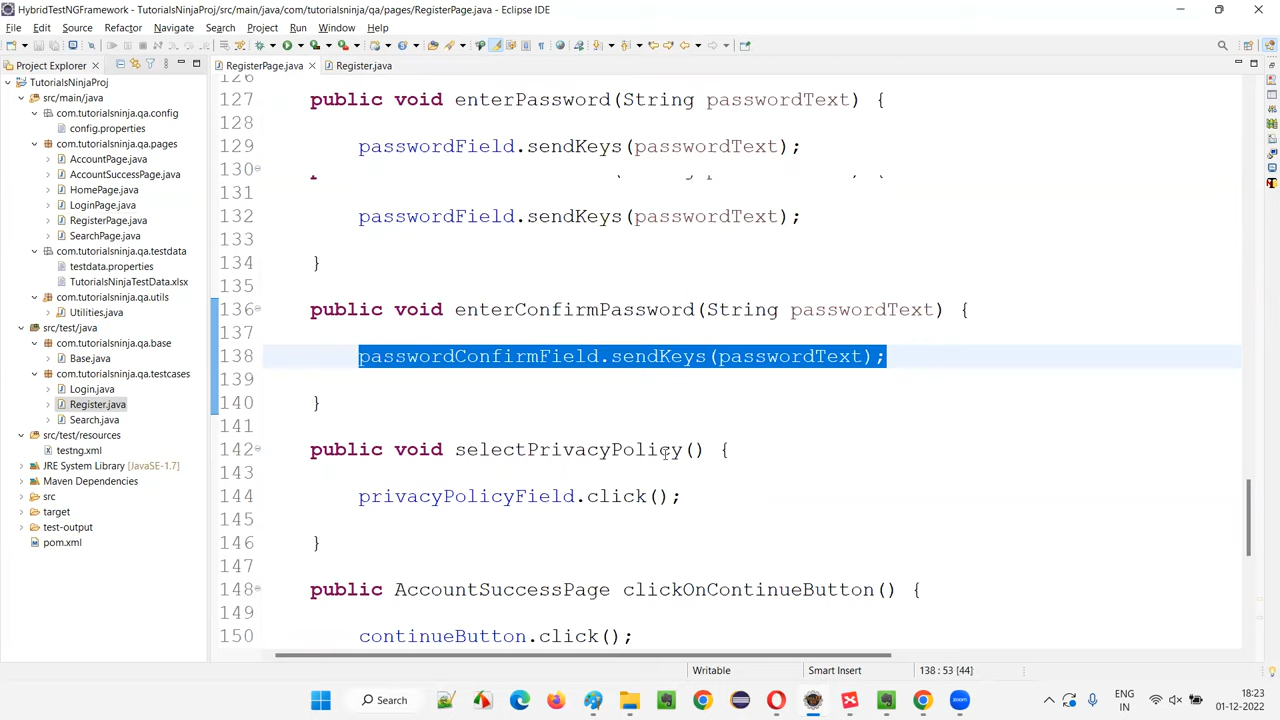 HybridTestNGFramework - TutorialsNinjaProj/src/main/java/com/tutorialsninja/qa/pages/RegisterPage.java - Eclipse IDE
File Edit Source Refactor Navigate Search Project Run Window Help
Project Explorer
RegisterPage.java Register.java
TutorialsNinjaProj
src/main/java
com.tutorialsninja.qa.config
config.properties
com.tutorialsninja.qa.pages
AccountPage.java
AccountSuccessPage.java
HomePage.java
LoginPage.java
RegisterPage.java
SearchPage.java
com.tutorialsninja.qa.testdata
testdata.properties
TutorialsNinjaTestData.xlsx
com.tutorialsninja.qa.utils
Utilities.java
src/test/java
com.tutorialsninja.qa.base
Base.java
com.tutorialsninja.qa.testcases
Login.java
Register.java
Search.java
src/test/resources
testng.xml
JRE System Library [JavaSE-1.7]
Maven Dependencies
src
target
test-output
pom.xml
126
127 public void enterPassword(String passwordText) {
128
129 passwordField.sendKeys(passwordText);
130
131
132 passwordField.sendKeys(passwordText);
133
134 }
135
136 public void enterConfirmPassword(String passwordText) {
137
138 passwordConfirmField.sendKeys(passwordText);
139
140 }
141
142 public void selectPrivacyPolicy() {
143
144 privacyPolicyField.click();
145
146 }
147
148 public AccountSuccessPage clickOnContinueButton() {
149
150 continueButton.click();
Writable Smart Insert 138 : 53 [44]
Search
ENG
IN
18:23
01-12-2022